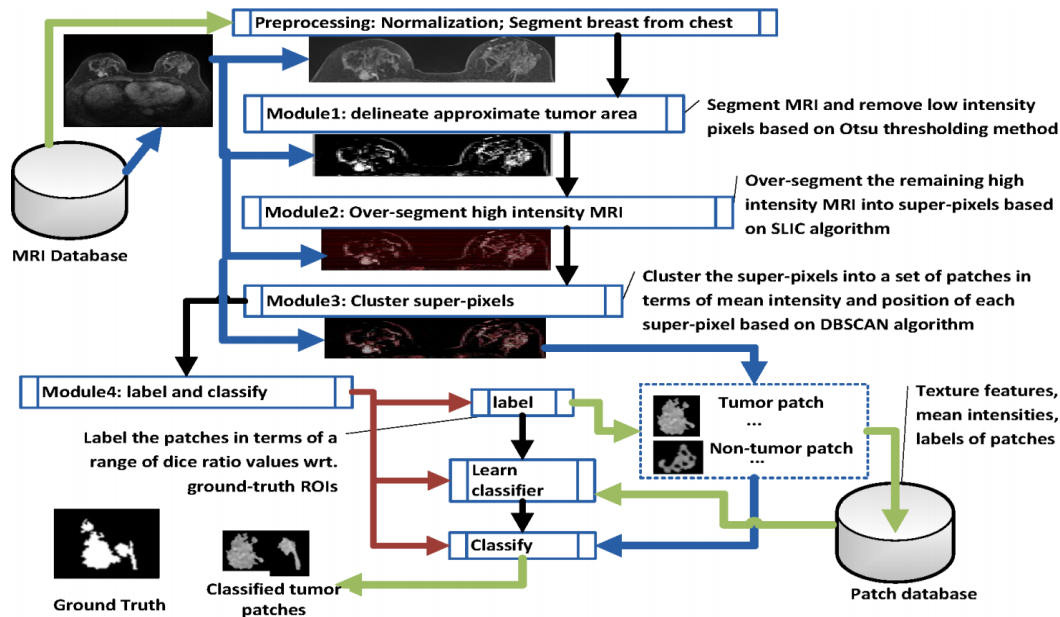 Preprocessing: Normalization; Segment breast from chest
Module1: delineate approximate tumor area
Segment MRI and remove low intensity
pixels based on Otsu thresholding method
Module2: Over-segment high intensity MRI
Over-segment the remaining high
intensity MRI into super-pixels based
on SLIC algorithm
MRI Database
Module3: Cluster super-pixels
Cluster the super-pixels into a set of patches in
terms of mean intensity and position of each
super-pixel based on DBSCAN algorithm
Module4: label and classify
label
Label the patches in terms of a
range of dice ratio values wrt.
ground-truth ROIs
Tumor patch
...
Non-tumor patch
...
Texture features,
mean intensities,
labels of patches
Learn
classifier
Classify
Ground Truth
Classified tumor
patches
Patch database